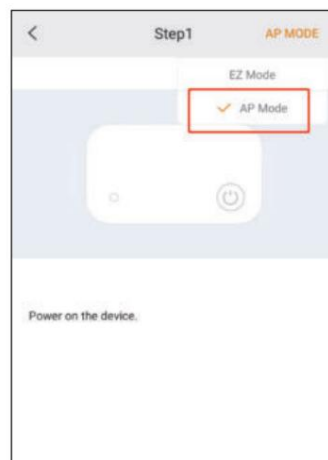 Step1 AP MODE
EZ Mode
AP Mode
Power on the device.